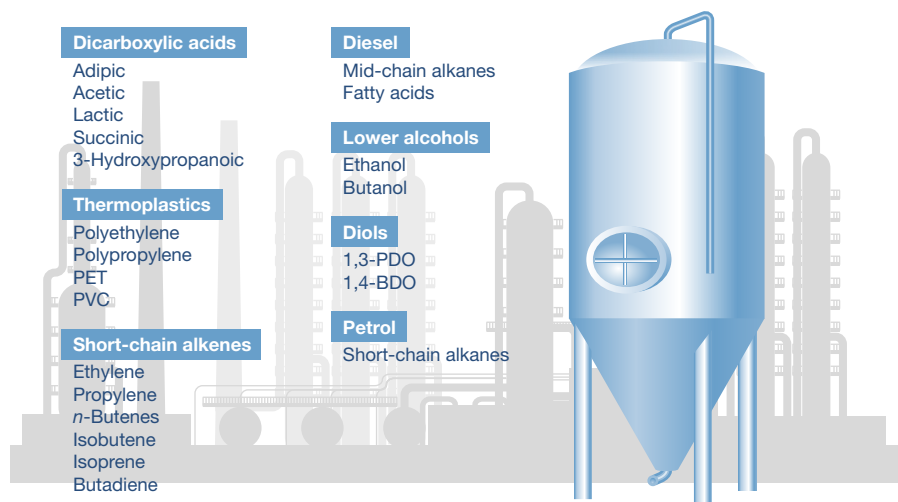 Dicarboxylic acids
Adipic
Acetic
Lactic
Succinic
3-Hydroxypropanoic
Thermoplastics
Polyethylene
Polypropylene
PET
PVC
Short-chain alkenes
Ethylene
Propylene
n-Butenes
Isobutene
Isoprene
Butadiene
Diesel
Mid-chain alkanes
Fatty acids
Lower alcohols
Ethanol
Butanol
Diols
1,3-PDO
1,4-BDO
Petrol
Short-chain alkanes